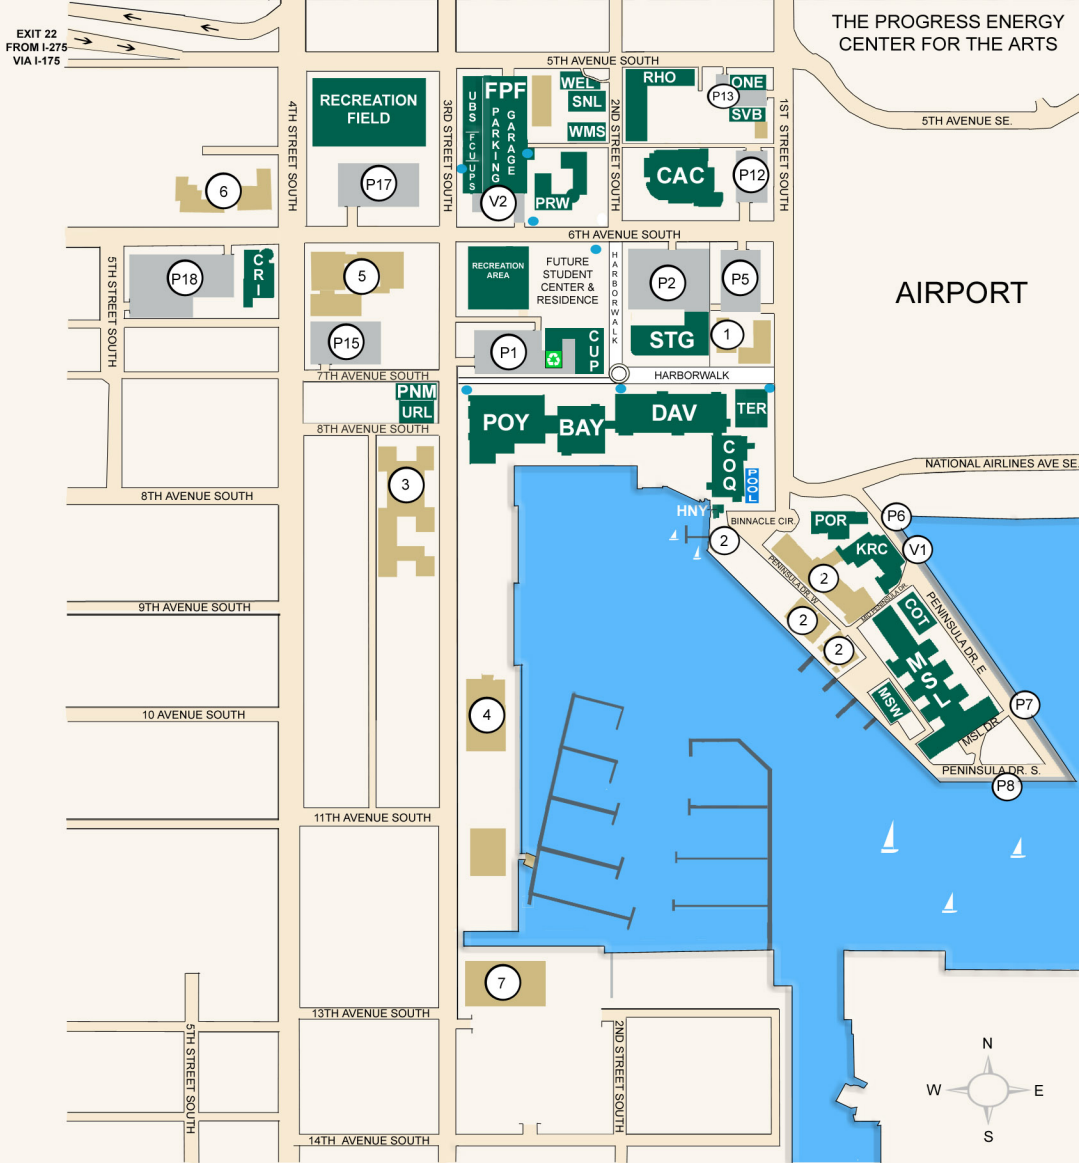 THE PROGRESS ENERGY
CENTER FOR THE ARTS
EXIT 22
FROM I-275
VIA I-175
5TH AVENUE SOUTH
RHO
ONE
P13
SVB
WEL
SNL
WMS
FPF
UBS
FCU/UPS
PARKING
GARAGE
RECREATION
FIELD
4TH STREET SOUTH
3RD STREET SOUTH
2ND STREET SOUTH
1ST STREET SOUTH
5TH AVENUE SE.
6
P17
V2
PRW
CAC
P12
6TH AVENUE SOUTH
5TH STREET SOUTH
P18
CRI
5
RECREATION
AREA
FUTURE
STUDENT
CENTER &
RESIDENCE
HARBORWALK
P2
P5
AIRPORT
P15
P1
CUP
STG
1
7TH AVENUE SOUTH
HARBORWALK
PNM
URL
POY
BAY
DAV
TER
8TH AVENUE SOUTH
COQ
POOL
NATIONAL AIRLINES AVE SE.
3
8TH AVENUE SOUTH
HNY
BINNACLE CIR.
POR
P6
2
KRC
V1
PENINSULA DR. W
2
MID PENINSULA DR.
PENINSULA DR. E
9TH AVENUE SOUTH
2
COT
2
MSL
MSW
P7
10 AVENUE SOUTH
4
MSL DR
PENINSULA DR. S.
P8
11TH AVENUE SOUTH
7
13TH AVENUE SOUTH
5TH STREET SOUTH
2ND STREET SOUTH
N
W
E
S
14TH AVENUE SOUTH